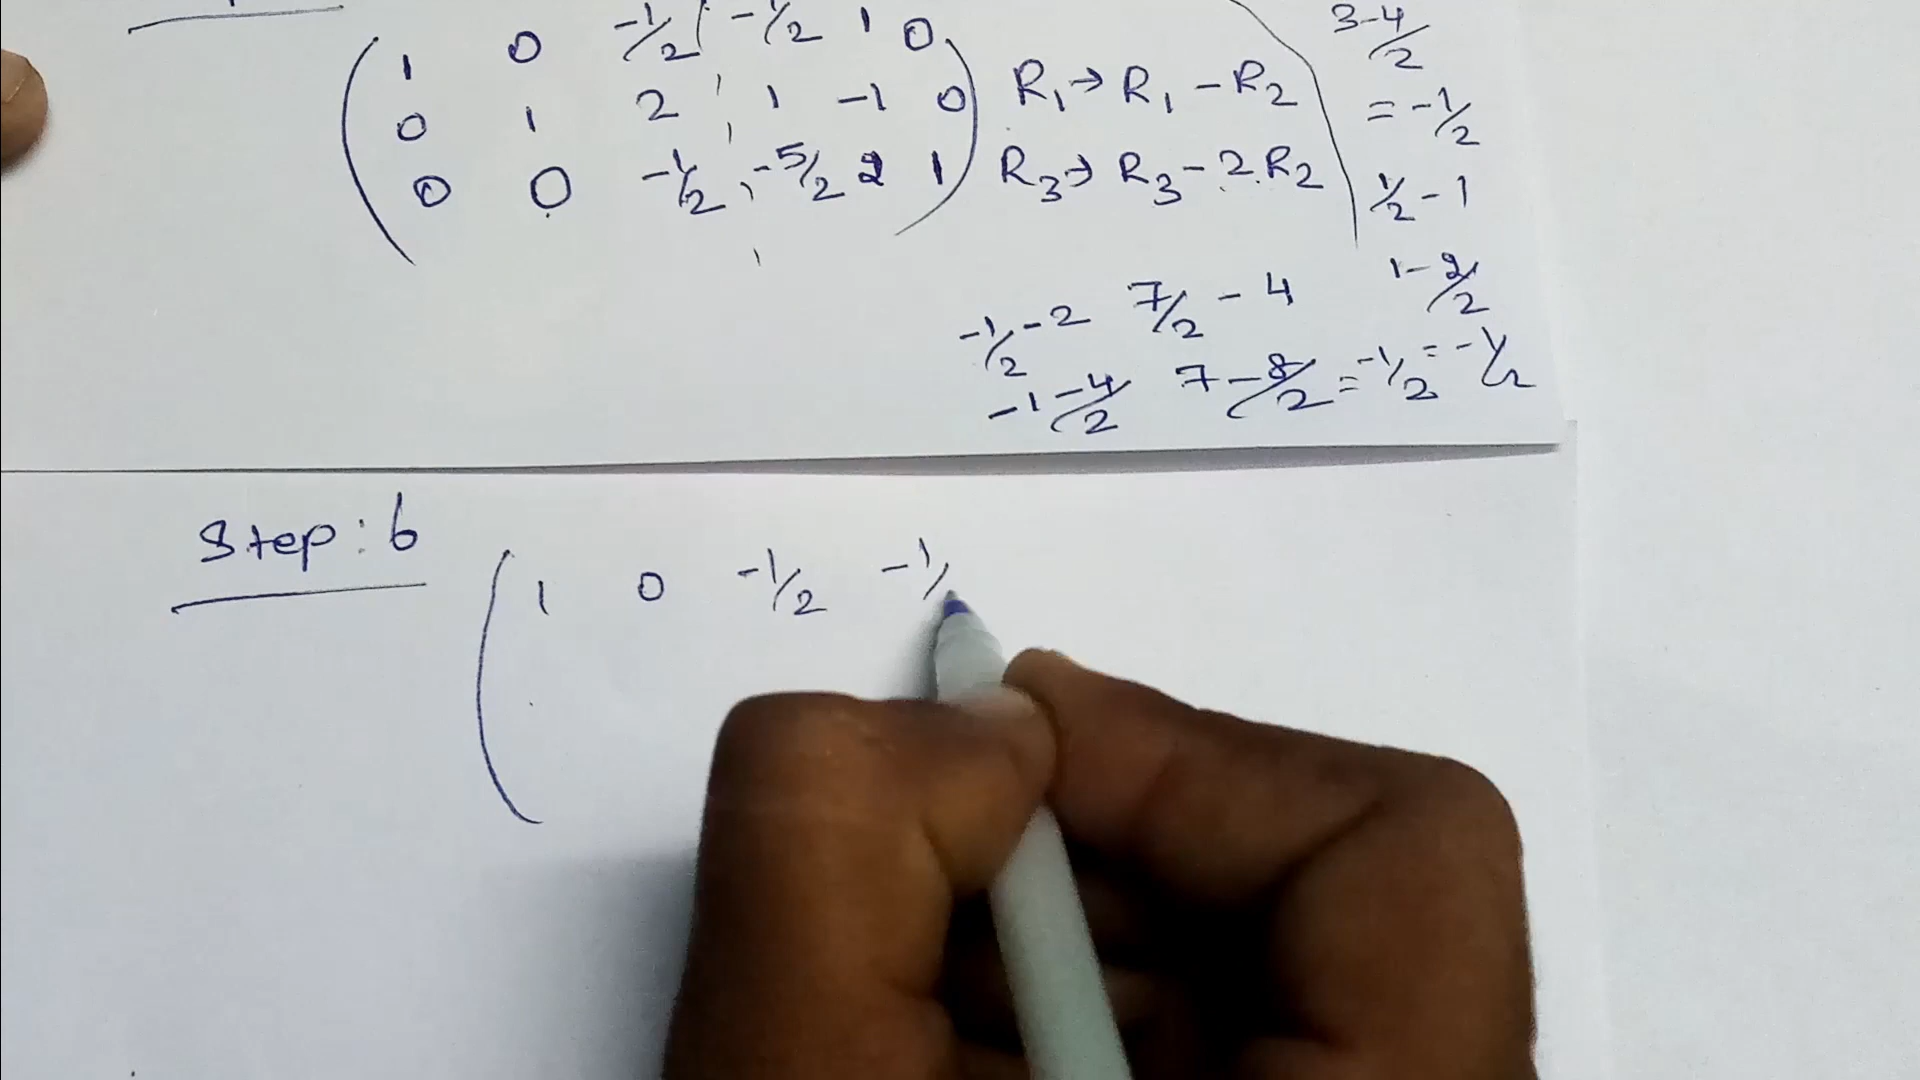 1 0 -1/2 | -1/2 1 0
0 1 2 | 1 -1 0 R1 → R1 - R2
0 0 -1/2 | -5/2 2 1 R3 → R3 - 2R2
3-4/2
= -1/2
1/2 - 1
1-2/2
= -1/2
-1/2 - 2 7/2 - 4
-1-4/2 7-8/2 = -1/2
Step: 6
1 0 -1/2 -1/